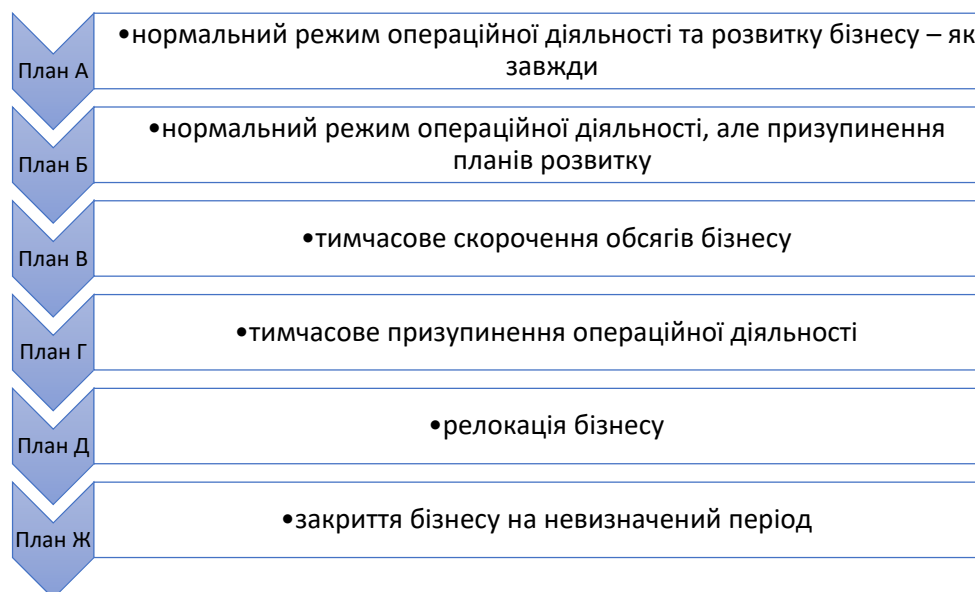 План А
•нормальний режим операційної діяльності та розвитку бізнесу – як
завжди
План Б
•нормальний режим операційної діяльності, але призупинення
планів розвитку
План В
•тимчасове скорочення обсягів бізнесу
План Г
•тимчасове призупинення операційної діяльності
План Д
•релокація бізнесу
План Ж
•закриття бізнесу на невизначений період